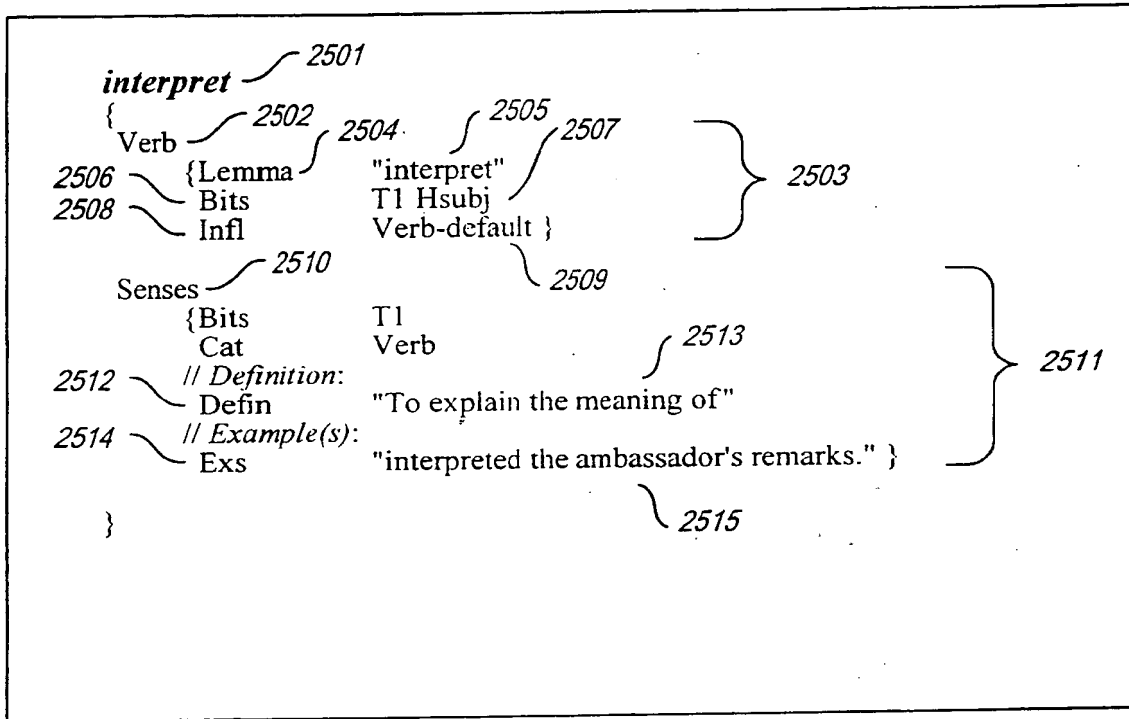 interpret 2501
{
Verb 2502 2504 2505 2507
2506 {Lemma "interpret" 2503
Bits T1 Hsubj
2508 Infl Verb-default }
Senses 2510 2509
{Bits T1
Cat Verb 2513
2512 // Definition: 2511
Defin "To explain the meaning of"
2514 // Example(s):
Exs "interpreted the ambassador's remarks." }
} 2515